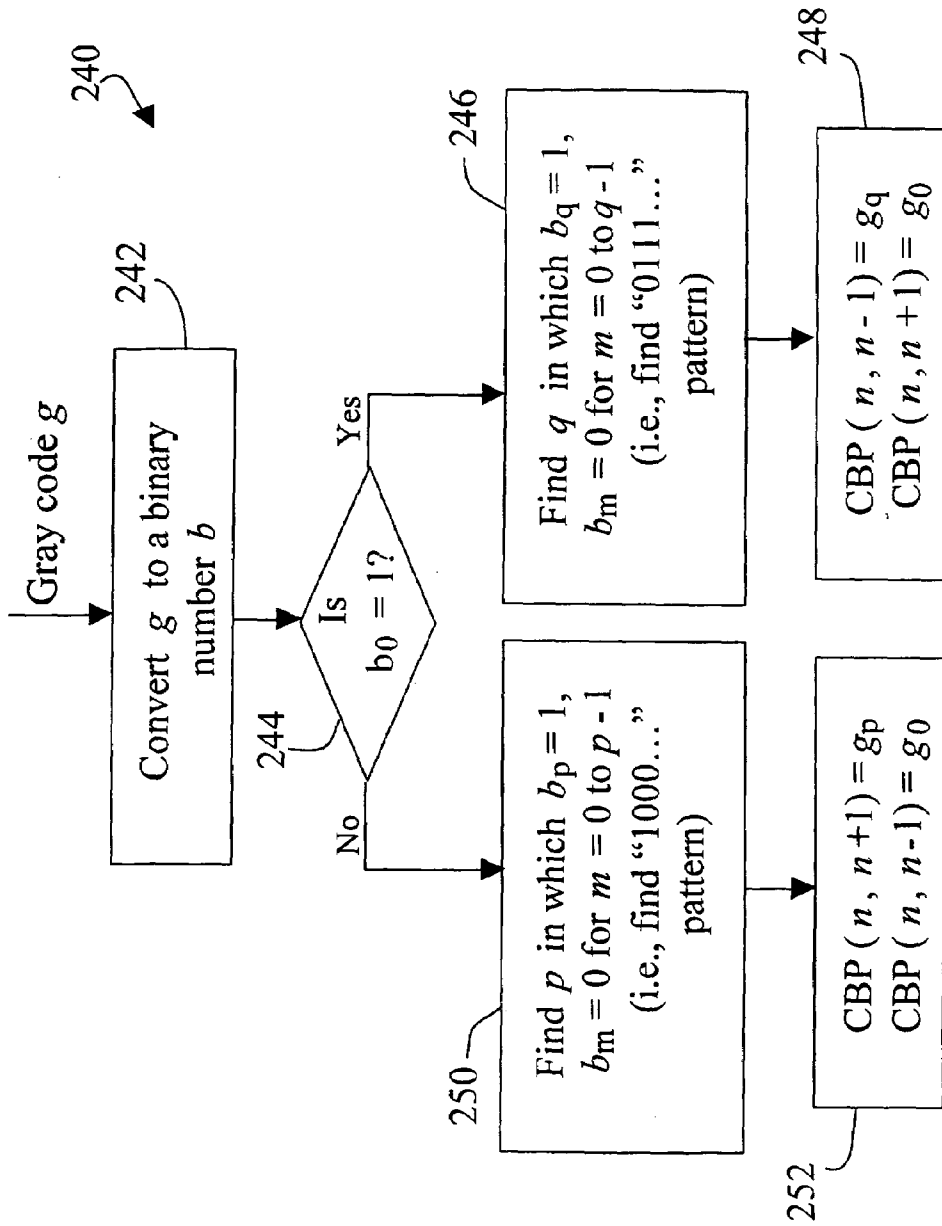 240
Gray code g
242
Convert g to a binary
number b
244
Is
b0 = 1?
No
Yes
250
Find p in which bp = 1,
bm = 0 for m = 0 to p - 1
(i.e., find “1000...”
pattern)
246
Find q in which bq = 1,
bm = 0 for m = 0 to q - 1
(i.e., find “0111...”
pattern)
252
CBP ( n, n +1) = gp
CBP ( n, n-1) = g0
248
CBP ( n, n -1) = gq
CBP ( n, n +1) = g0